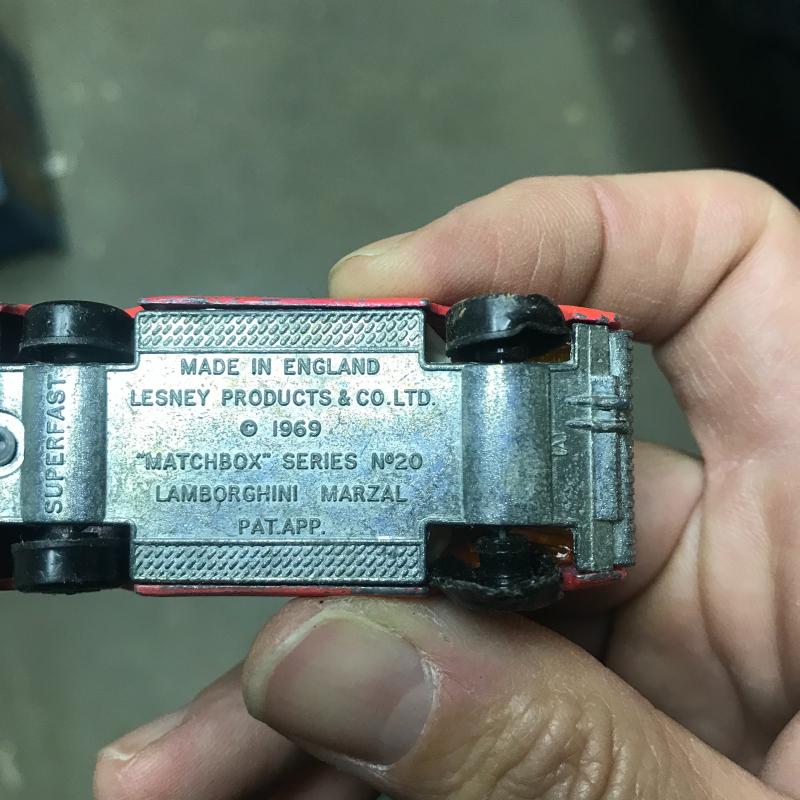 MADE IN ENGLAND
LESNEY PRODUCTS & CO. LTD.
© 1969
"MATCHBOX" SERIES Nº20
LAMBORGHINI MARZAL
PAT. APP.
SUPERFAST